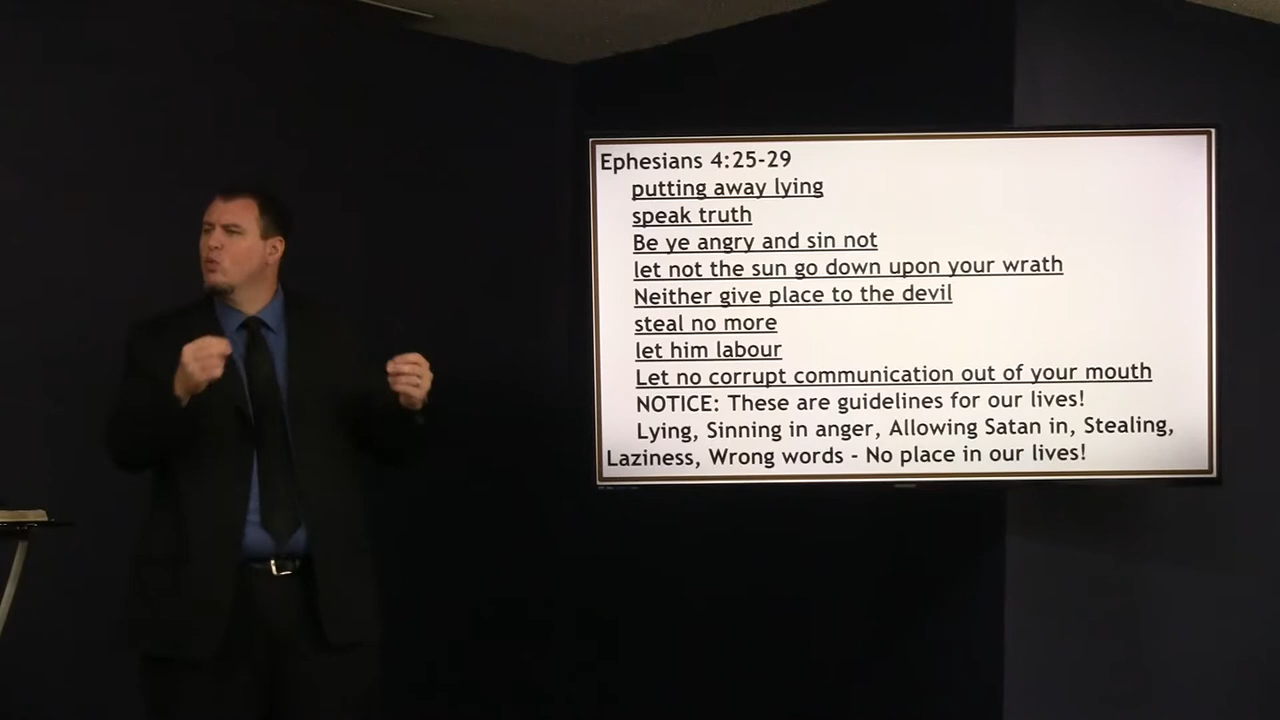 Ephesians 4:25-29
putting away lying
speak truth
Be ye angry and sin not
let not the sun go down upon your wrath
Neither give place to the devil
steal no more
let him labour
Let no corrupt communication out of your mouth
NOTICE: These are guidelines for our lives!
Lying, Sinning in anger, Allowing Satan in, Stealing,
Laziness, Wrong words - No place in our lives!